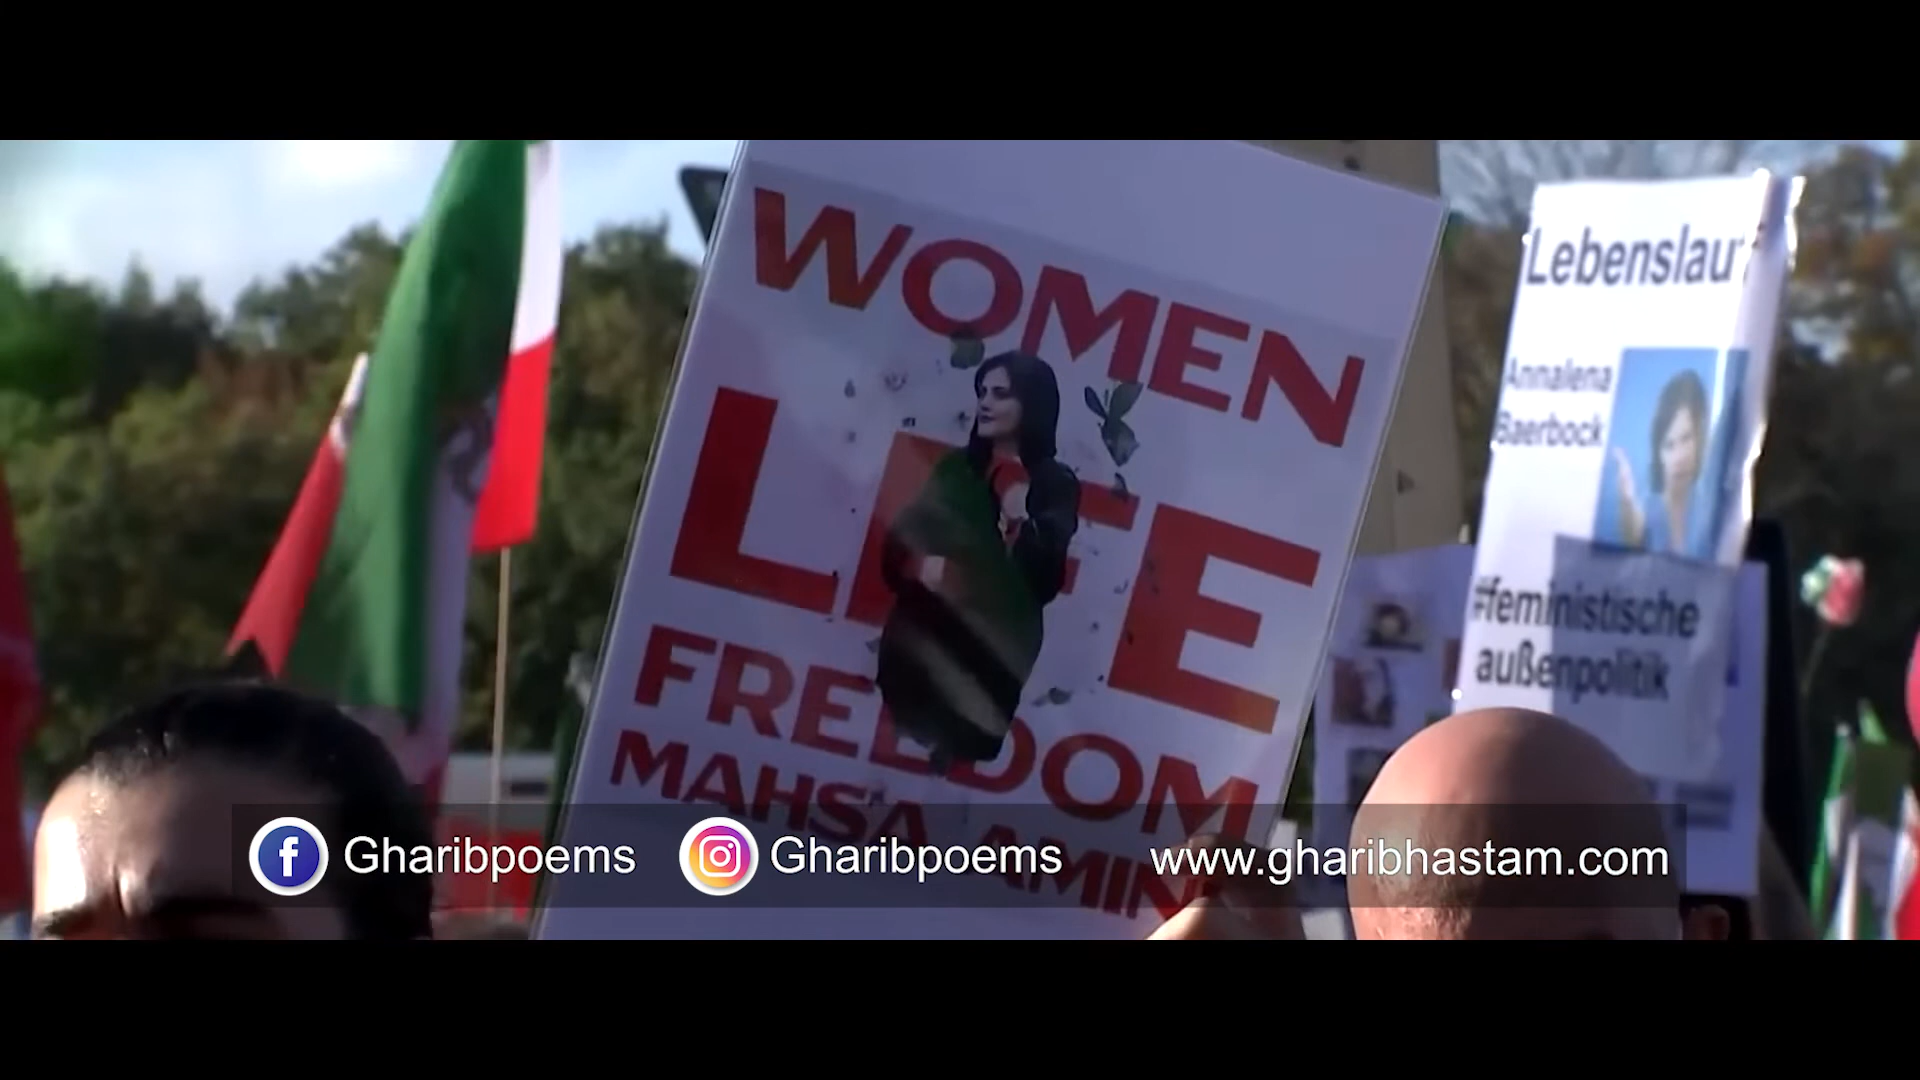 WOMEN
LIFE
FREEDOM
MAHSA AMINI
Lebenslauf
Annalena
Baerbock
#feministische
außenpolitik
Gharibpoems
Gharibpoems
www.gharibhastam.com